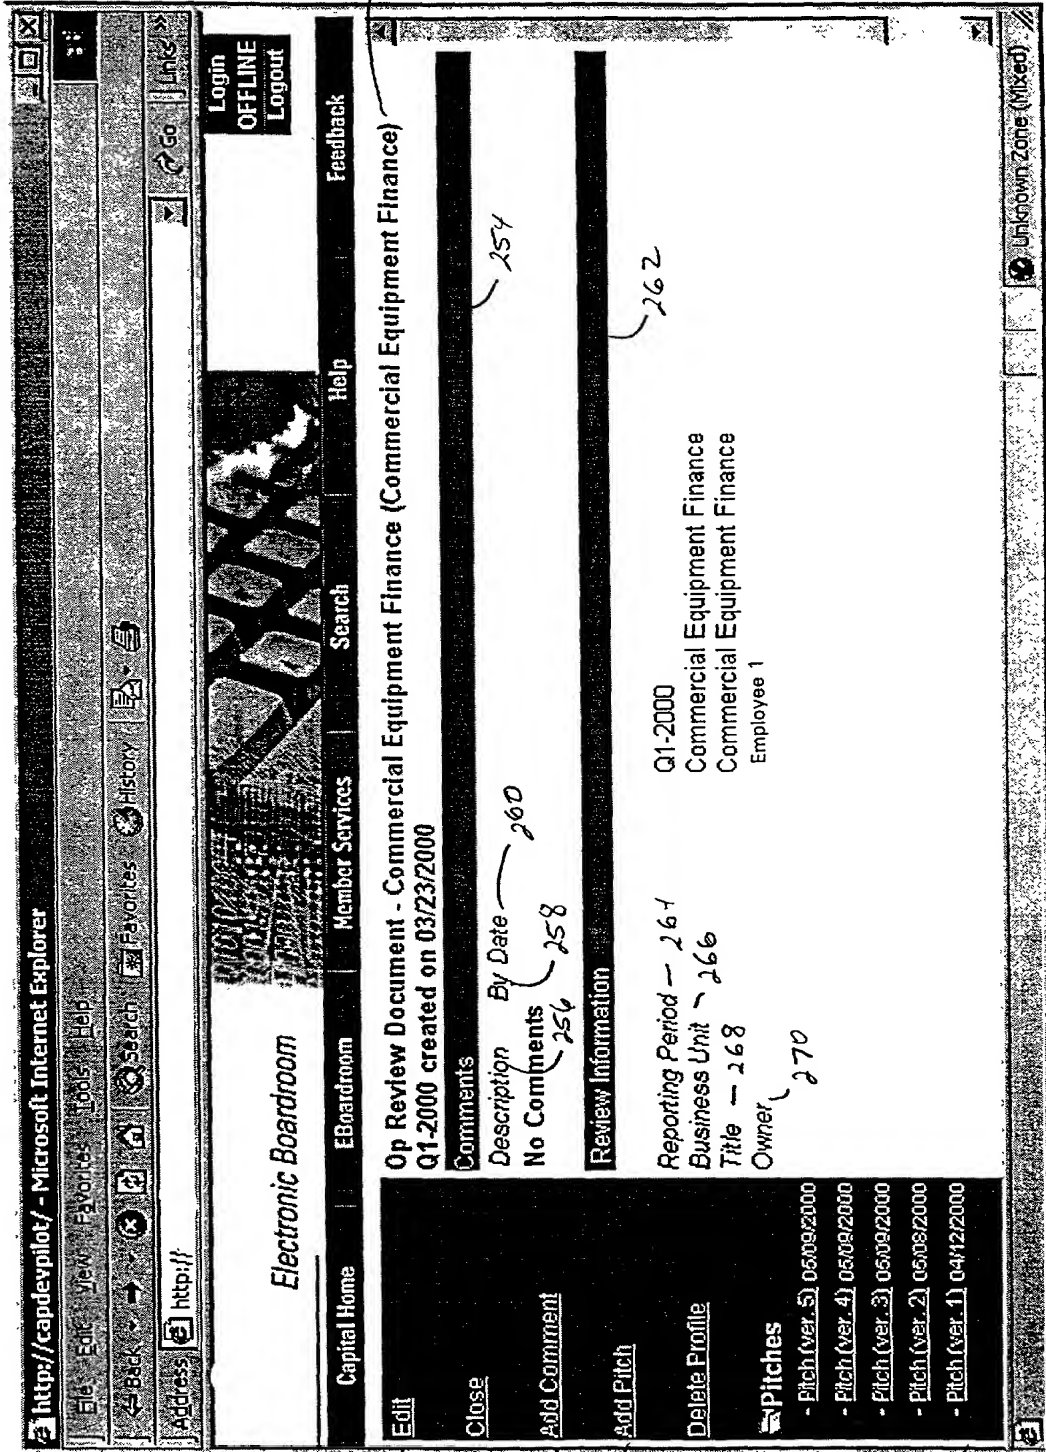 http://capdevpilot/ - Microsoft Internet Explorer
File Edit View Favorites Tools Help
Back Search Favorites History
Address http:// Go Links »
Electronic Boardroom
Login
OFFLINE
Logout
Capital Home EBoardroom Member Services Search Help Feedback
Edit
Close
Add Comment
Add Pitch
Delete Profile
Pitches
- Pitch (ver. 5) 05/09/2000
- Pitch (ver. 4) 05/09/2000
- Pitch (ver. 3) 05/09/2000
- Pitch (ver. 2) 05/08/2000
- Pitch (ver. 1) 04/12/2000
Op Review Document - Commercial Equipment Finance (Commercial Equipment Finance)
Q1-2000 created on 03/23/2000
Comments 254
Description By Date 260
No Comments 256 258
Review Information 262
Reporting Period 264 Q1-2000
Business Unit 266 Commercial Equipment Finance
Title 268 Commercial Equipment Finance
Owner 270 Employee 1
Unknown Zone (Mixed)